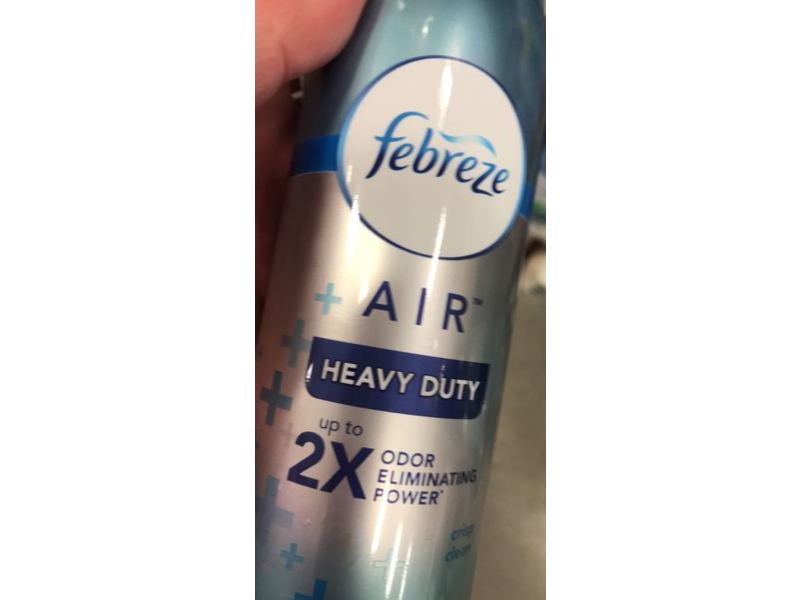 febreze
+ AIR™
HEAVY DUTY
up to
2X
ODOR
ELIMINATING
POWER*
crisp
clean